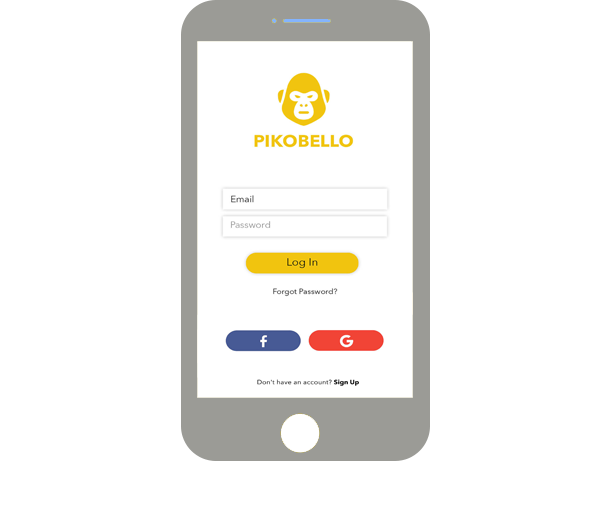 PIKOBELLO
Email
Password
Log In
Forgot Password?
Don't have an account? Sign Up